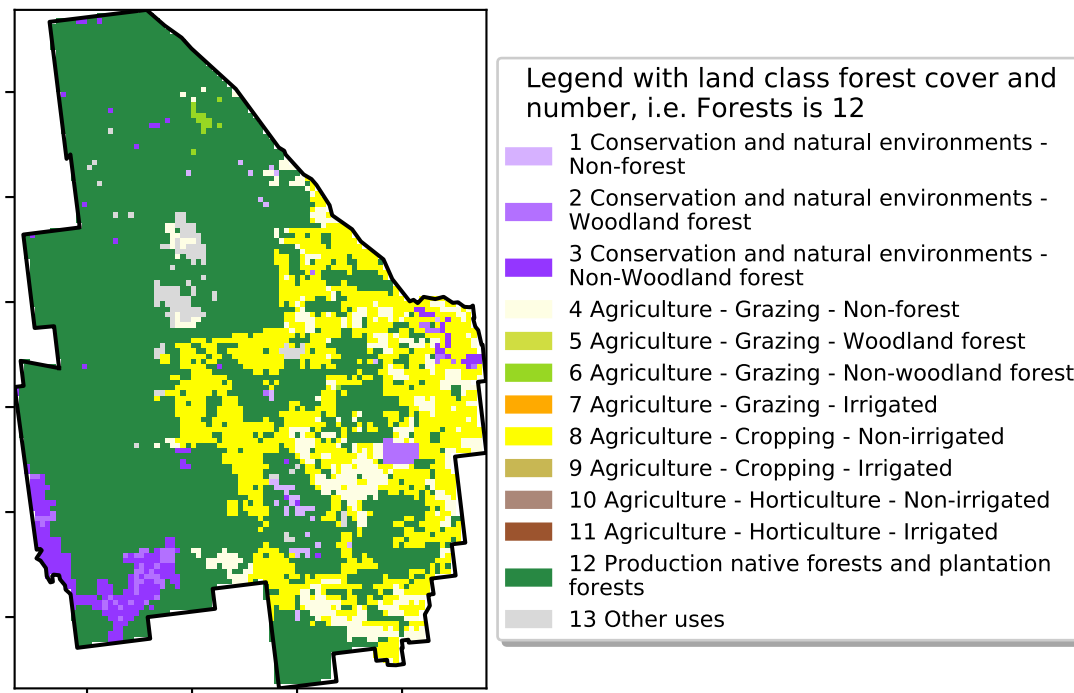 Legend with land class forest cover and
number, i.e. Forests is 12
1 Conservation and natural environments -
Non-forest
2 Conservation and natural environments -
Woodland forest
3 Conservation and natural environments -
Non-Woodland forest
4 Agriculture - Grazing - Non-forest
5 Agriculture - Grazing - Woodland forest
6 Agriculture - Grazing - Non-woodland forest
7 Agriculture - Grazing - Irrigated
8 Agriculture - Cropping - Non-irrigated
9 Agriculture - Cropping - Irrigated
10 Agriculture - Horticulture - Non-irrigated
11 Agriculture - Horticulture - Irrigated
12 Production native forests and plantation
forests
13 Other uses